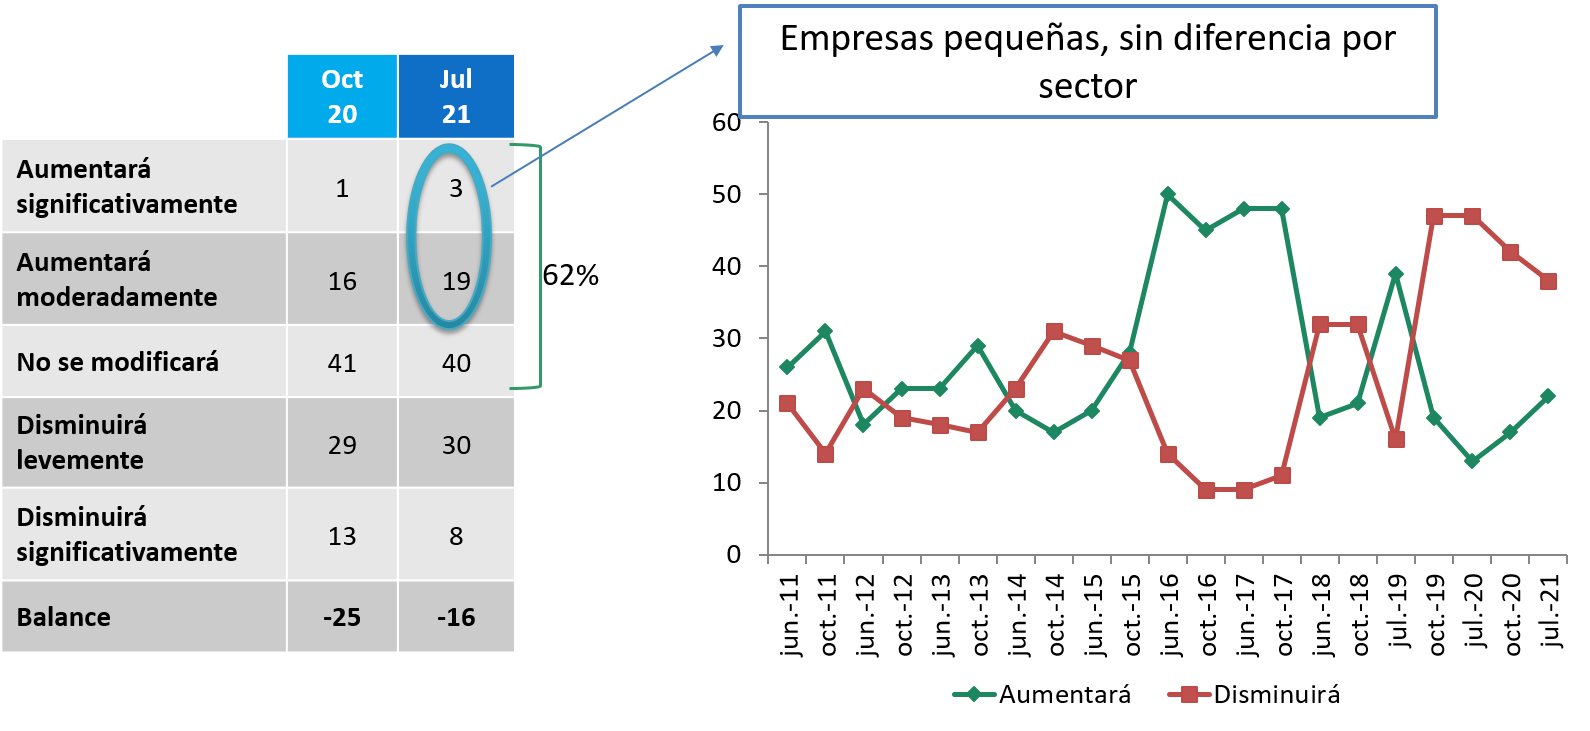 Empresas pequeñas, sin diferencia por
sector
Oct
20
Jul
21
Aumentará
significativamente
1
3
Aumentará
moderadamente
16
19
No se modificará
41
40
Disminuirá
levemente
29
30
Disminuirá
significativamente
13
8
Balance
-25
-16
62%
60
50
40
30
20
10
0
jun.-11
oct.-11
jun.-12
oct.-12
jun.-13
oct.-13
jun.-14
oct.-14
jun.-15
oct.-15
jun.-16
oct.-16
jun.-17
oct.-17
jun.-18
oct.-18
jul.-19
oct.-19
jul.-20
oct.-20
jul.-21
Aumentará
Disminuirá